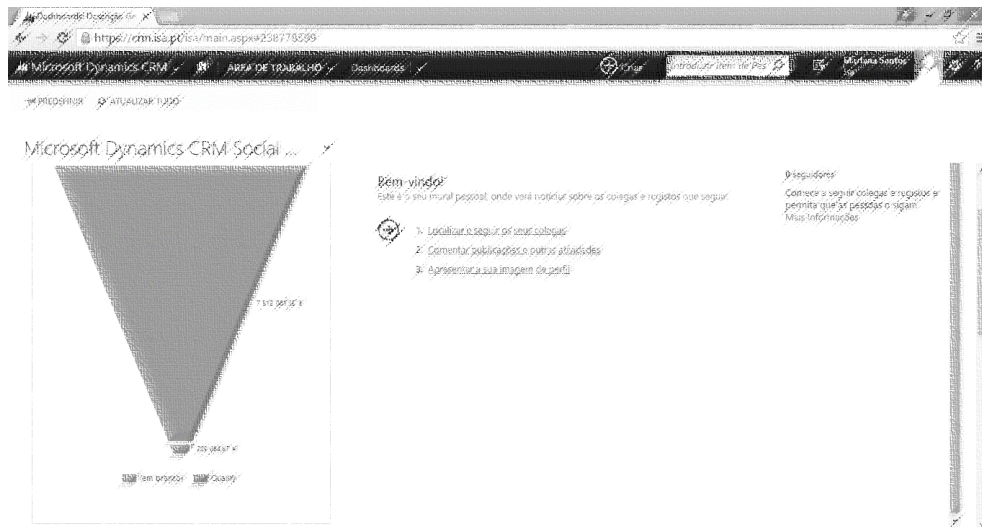 Dashboards: Descrição Ge
https://crm.isa.pt/isa/main.aspx#238778589
Microsoft Dynamics CRM ÁREA DE TRABALHO Dashboards Criar Introduzir item de Pes Santos
PREDEFINIR ATUALIZAR TUDO
Microsoft Dynamics CRM Social ...
Bem-vindo!
Este é o seu mural pessoal, onde verá notícias sobre os colegas e registos que seguir.
1. Localizar e seguir os seus colegas
2. Comentar publicações e outras atividades
3. Apresentar a sua imagem de perfil
0 seguidores
Comece a seguir colegas e registos e
permita que as pessoas o sigam.
Mais Informações
Qualify